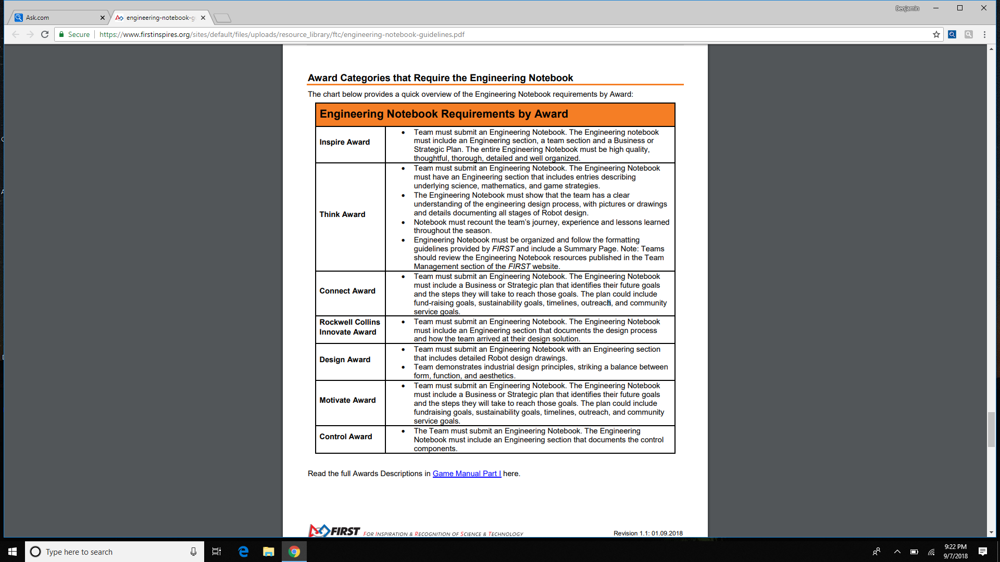 Benjamin
Ask.com
engineering-notebook-g
Secure
https://www.firstinspires.org/sites/default/files/uploads/resource_library/ftc/engineering-notebook-guidelines.pdf
Award Categories that Require the Engineering Notebook
The chart below provides a quick overview of the Engineering Notebook requirements by Award:
Engineering Notebook Requirements by Award
Inspire Award
• Team must submit an Engineering Notebook. The Engineering notebook
must include an Engineering section, a team section and a Business or
Strategic Plan. The entire Engineering Notebook must be high quality,
thoughtful, thorough, detailed and well organized.
Think Award
• Team must submit an Engineering Notebook. The Engineering Notebook
must have an Engineering section that includes entries describing
underlying science, mathematics, and game strategies.
• The Engineering Notebook must show that the team has a clear
understanding of the engineering design process, with pictures or drawings
and details documenting all stages of Robot design.
• Notebook must recount the team's journey, experience and lessons learned
throughout the season.
• Engineering Notebook must be organized and follow the formatting
guidelines provided by FIRST and include a Summary Page. Note: Teams
should review the Engineering Notebook resources published in the Team
Management section of the FIRST website.
Connect Award
• Team must submit an Engineering Notebook. The Engineering Notebook
must include a Business or Strategic plan that identifies their future goals
and the steps they will take to reach those goals. The plan could include
fund-raising goals, sustainability goals, timelines, outreach, and community
service goals.
Rockwell Collins
Innovate Award
• Team must submit an Engineering Notebook. The Engineering Notebook
must include an Engineering section that documents the design process
and how the team arrived at their design solution.
Design Award
• Team must submit an Engineering Notebook with an Engineering section
that includes detailed Robot design drawings.
• Team demonstrates industrial design principles, striking a balance between
form, function, and aesthetics.
Motivate Award
• Team must submit an Engineering Notebook. The Engineering Notebook
must include a Business or Strategic plan that identifies their future goals
and the steps they will take to reach those goals. The plan could include
fundraising goals, sustainability goals, timelines, outreach, and community
service goals.
Control Award
• The Team must submit an Engineering Notebook. The Engineering
Notebook must include an Engineering section that documents the control
components.
Read the full Awards Descriptions in Game Manual Part I here.
FIRST FOR INSPIRATION & RECOGNITION OF SCIENCE & TECHNOLOGY
Revision 1.1: 01.09.2018
Type here to search
9:22 PM
9/7/2018